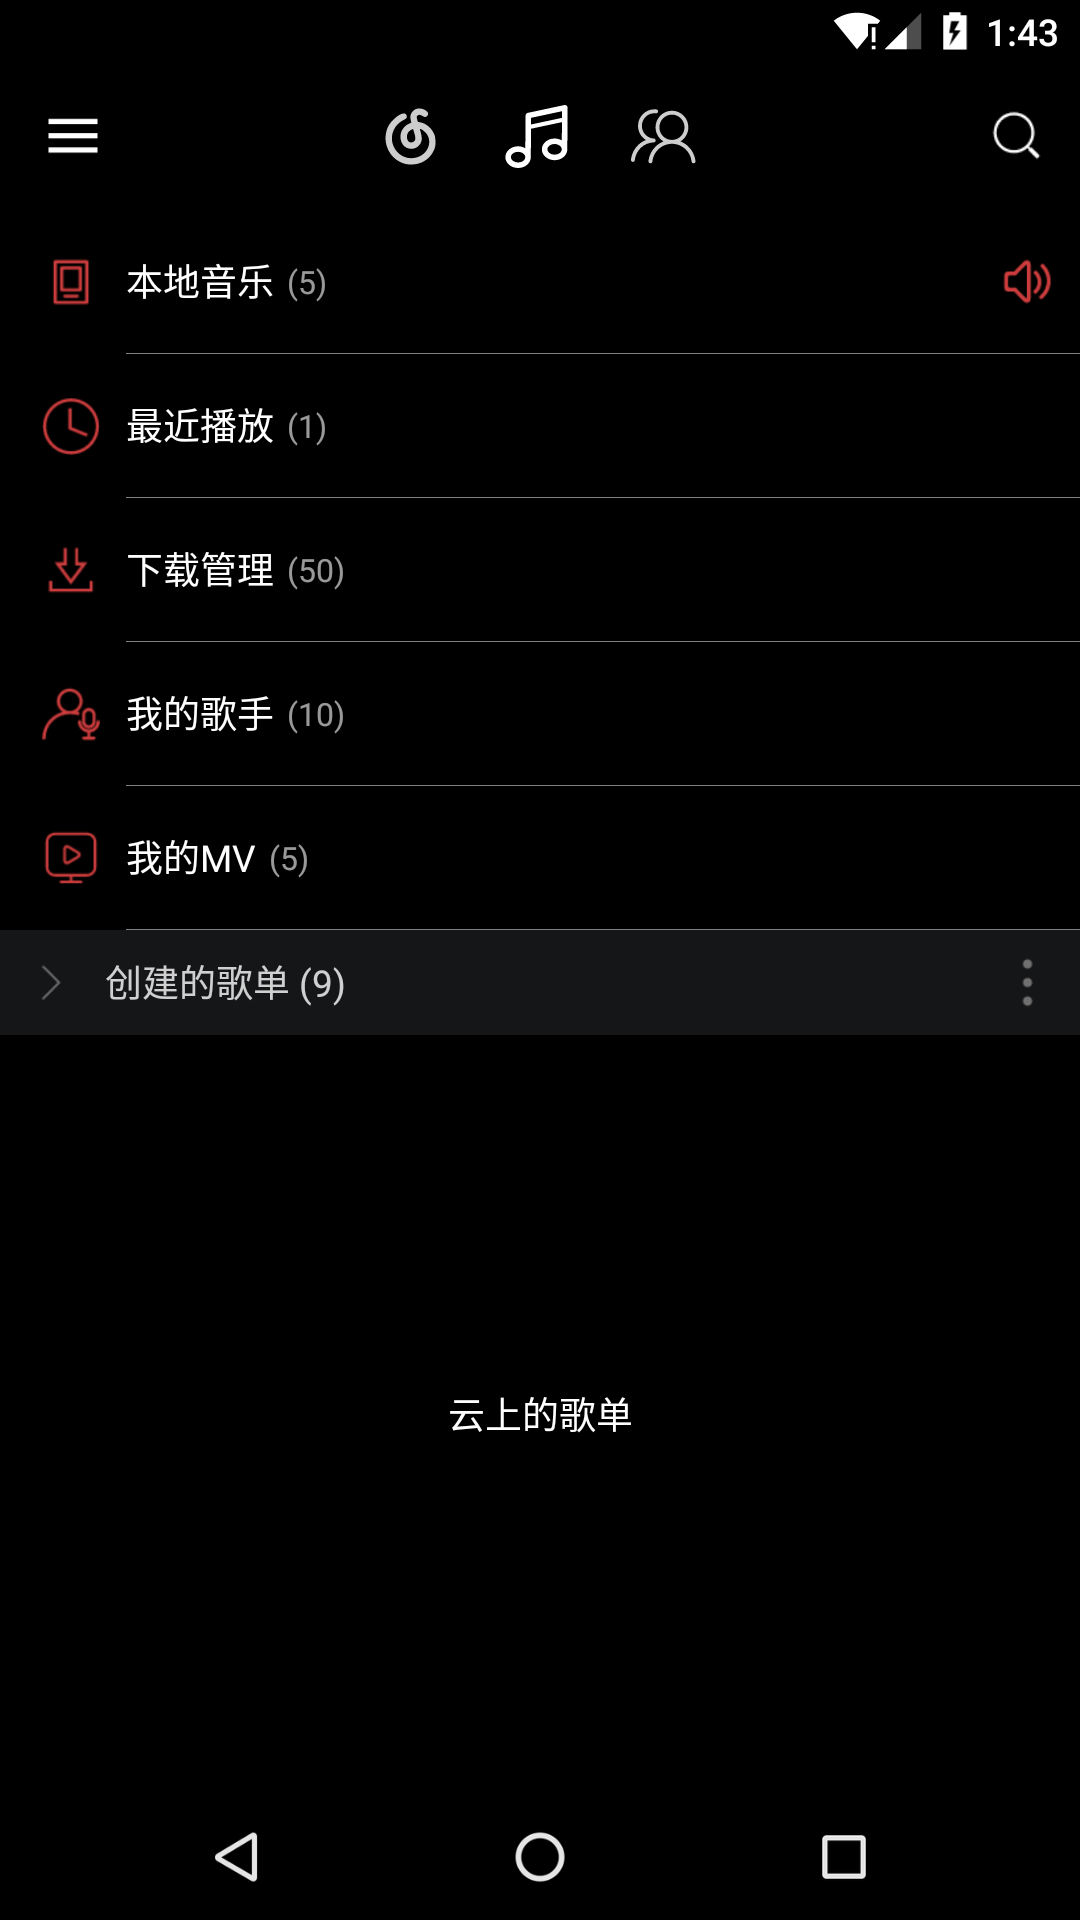 1:43
本地音乐 (5)
最近播放 (1)
下载管理 (50)
我的歌手 (10)
我的MV (5)
创建的歌单 (9)
云上的歌单